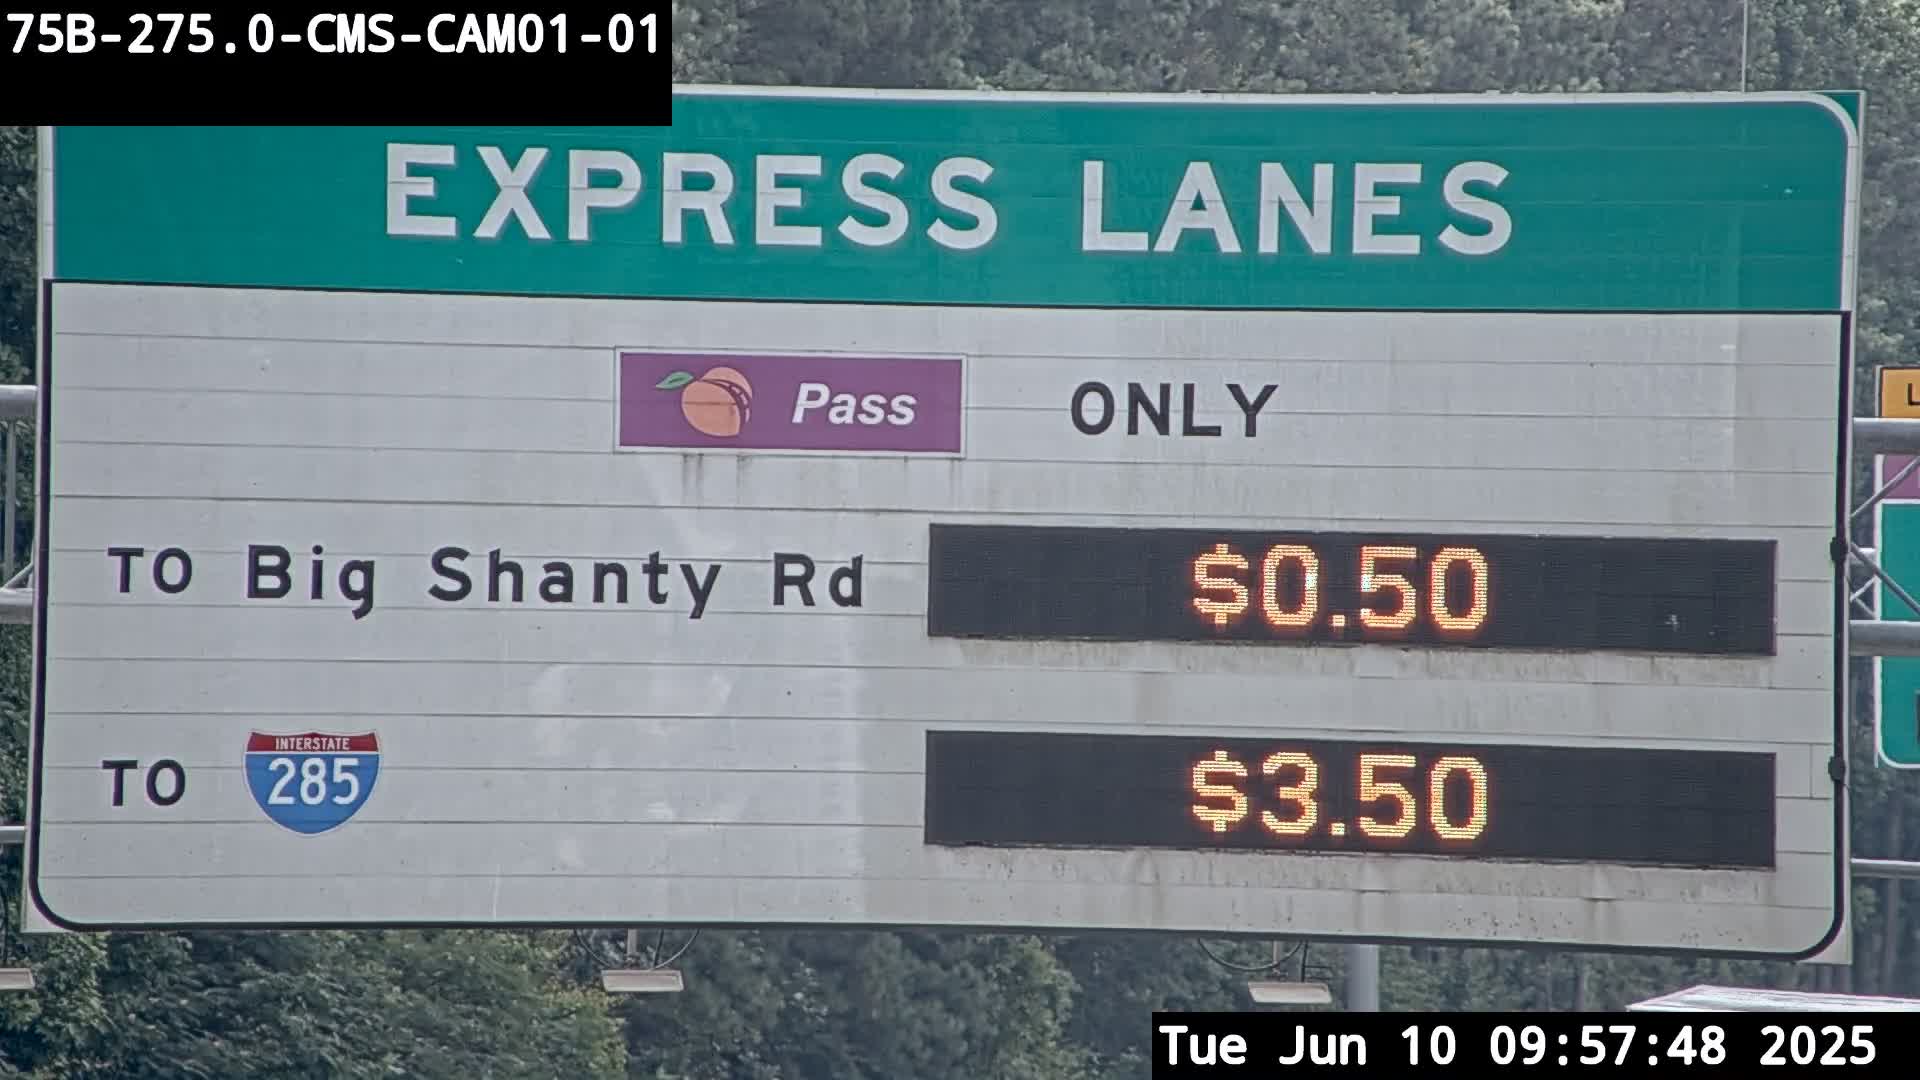 75B-275.0-CMS-CAM01-01
EXPRESS LANES
Pass ONLY
TO Big Shanty Rd $0.50
INTERSTATE
TO 285 $3.50
Tue Jun 10 09:57:48 2025